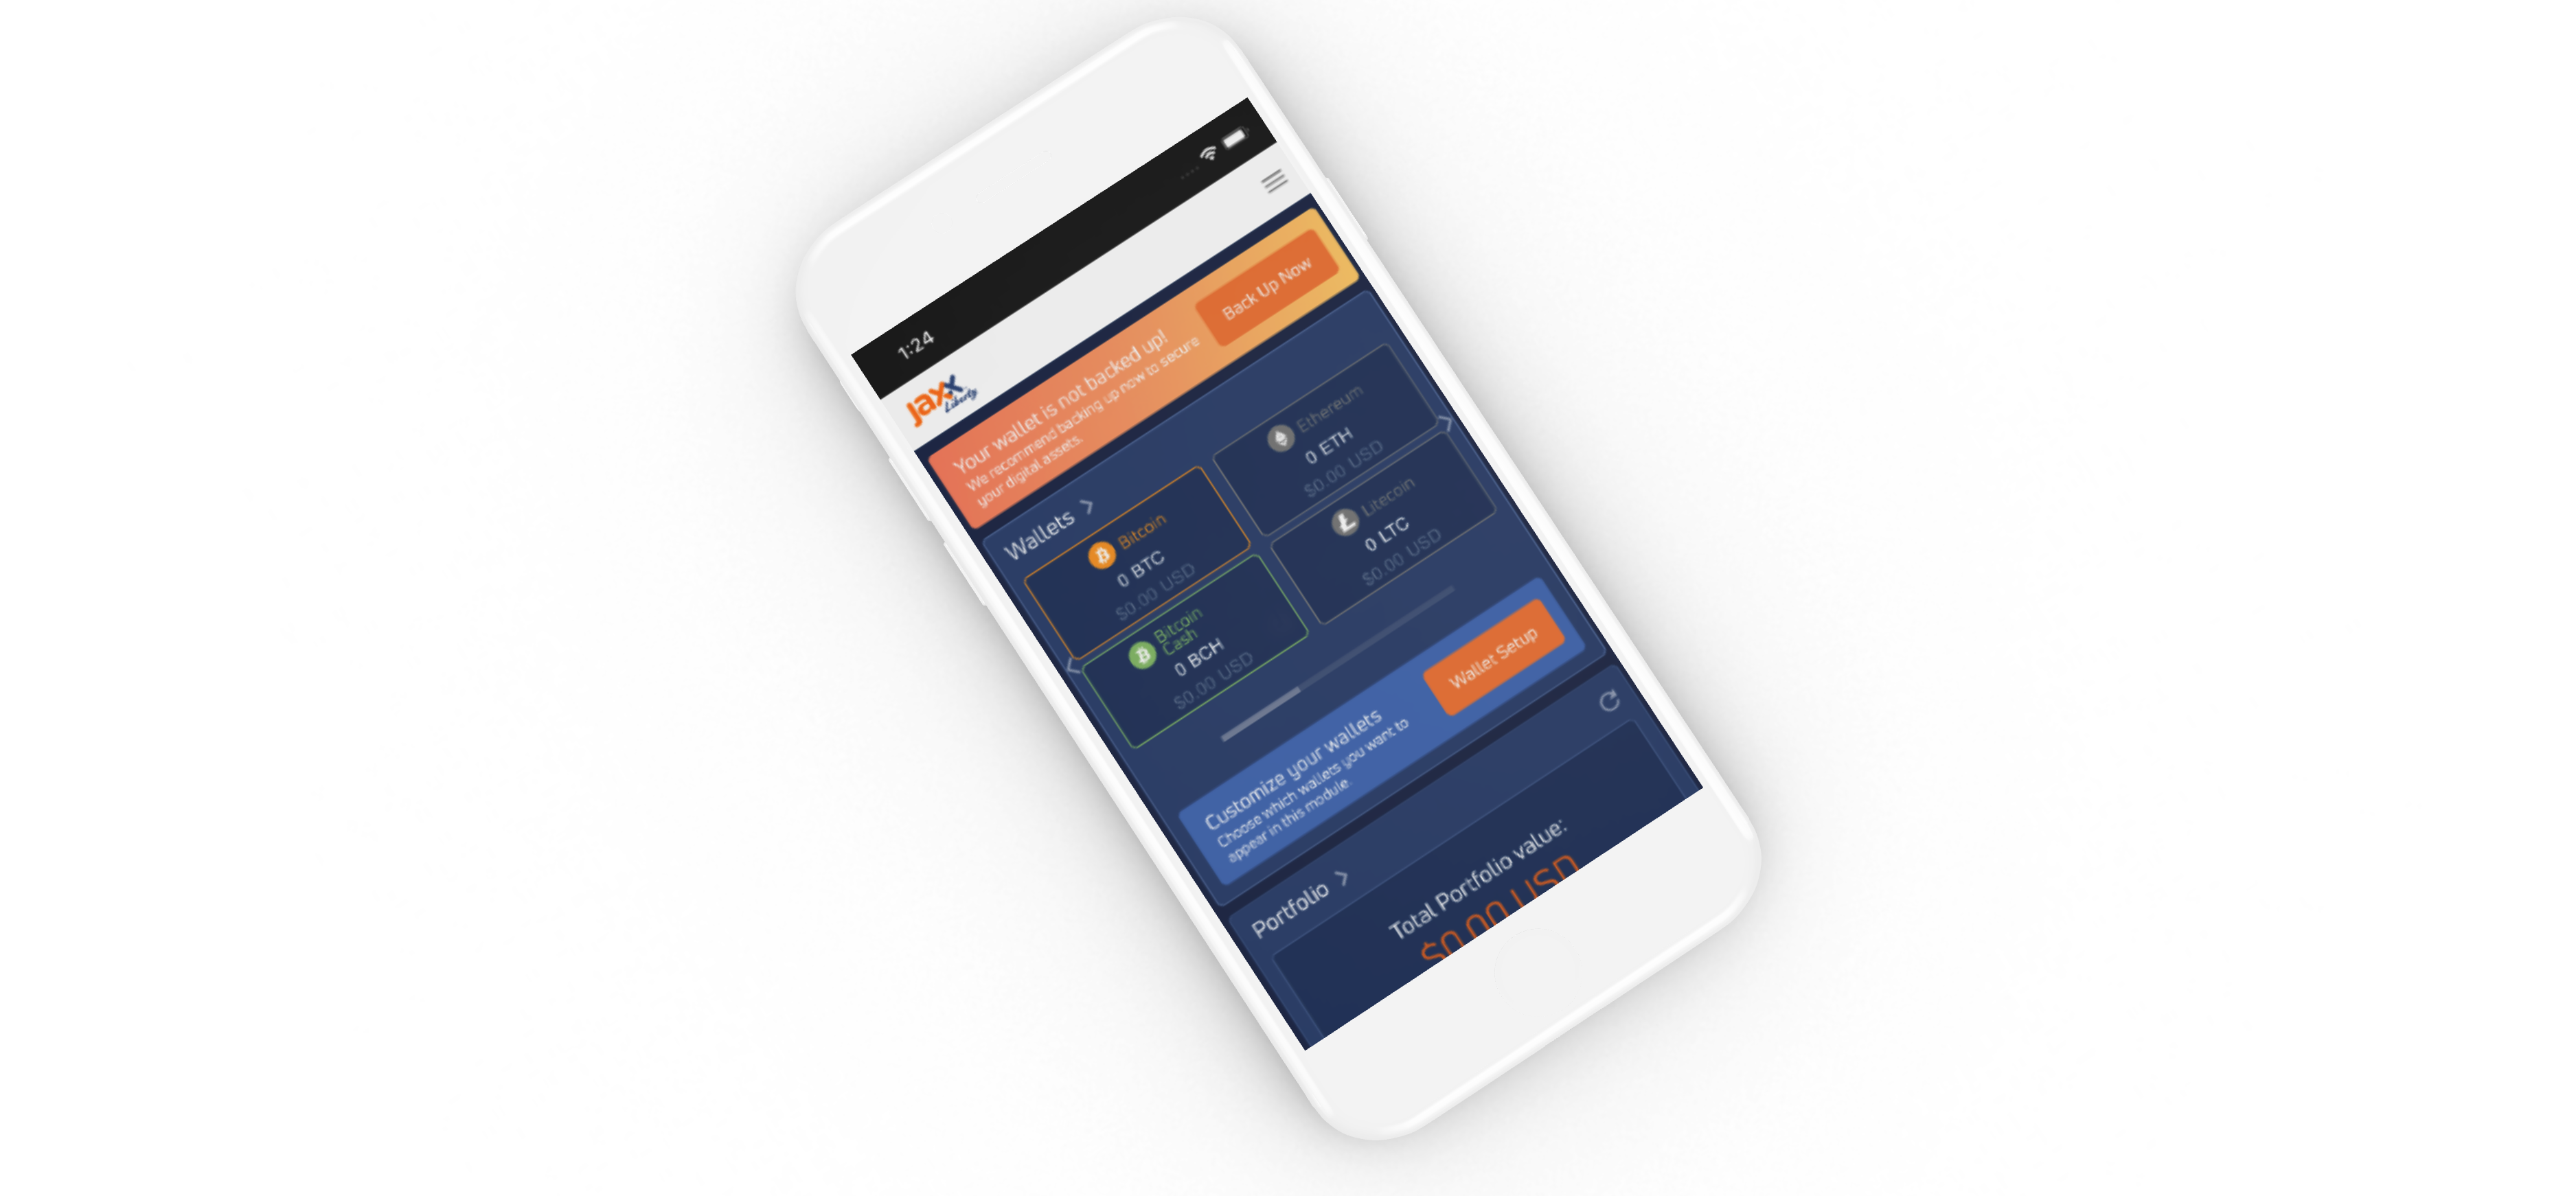 1:24
Jaxx
Liberty
Your wallet is not backed up!
We recommend backing up now to secure
your digital assets.
Back Up Now
Wallets
Bitcoin
0 BTC
$0.00 USD
Ethereum
0 ETH
$0.00 USD
Bitcoin
Cash
0 BCH
$0.00 USD
Litecoin
0 LTC
$0.00 USD
Customize your wallets
Choose which wallets you want to
appear in this module.
Wallet Setup
Portfolio
Total Portfolio value:
$0.00 USD